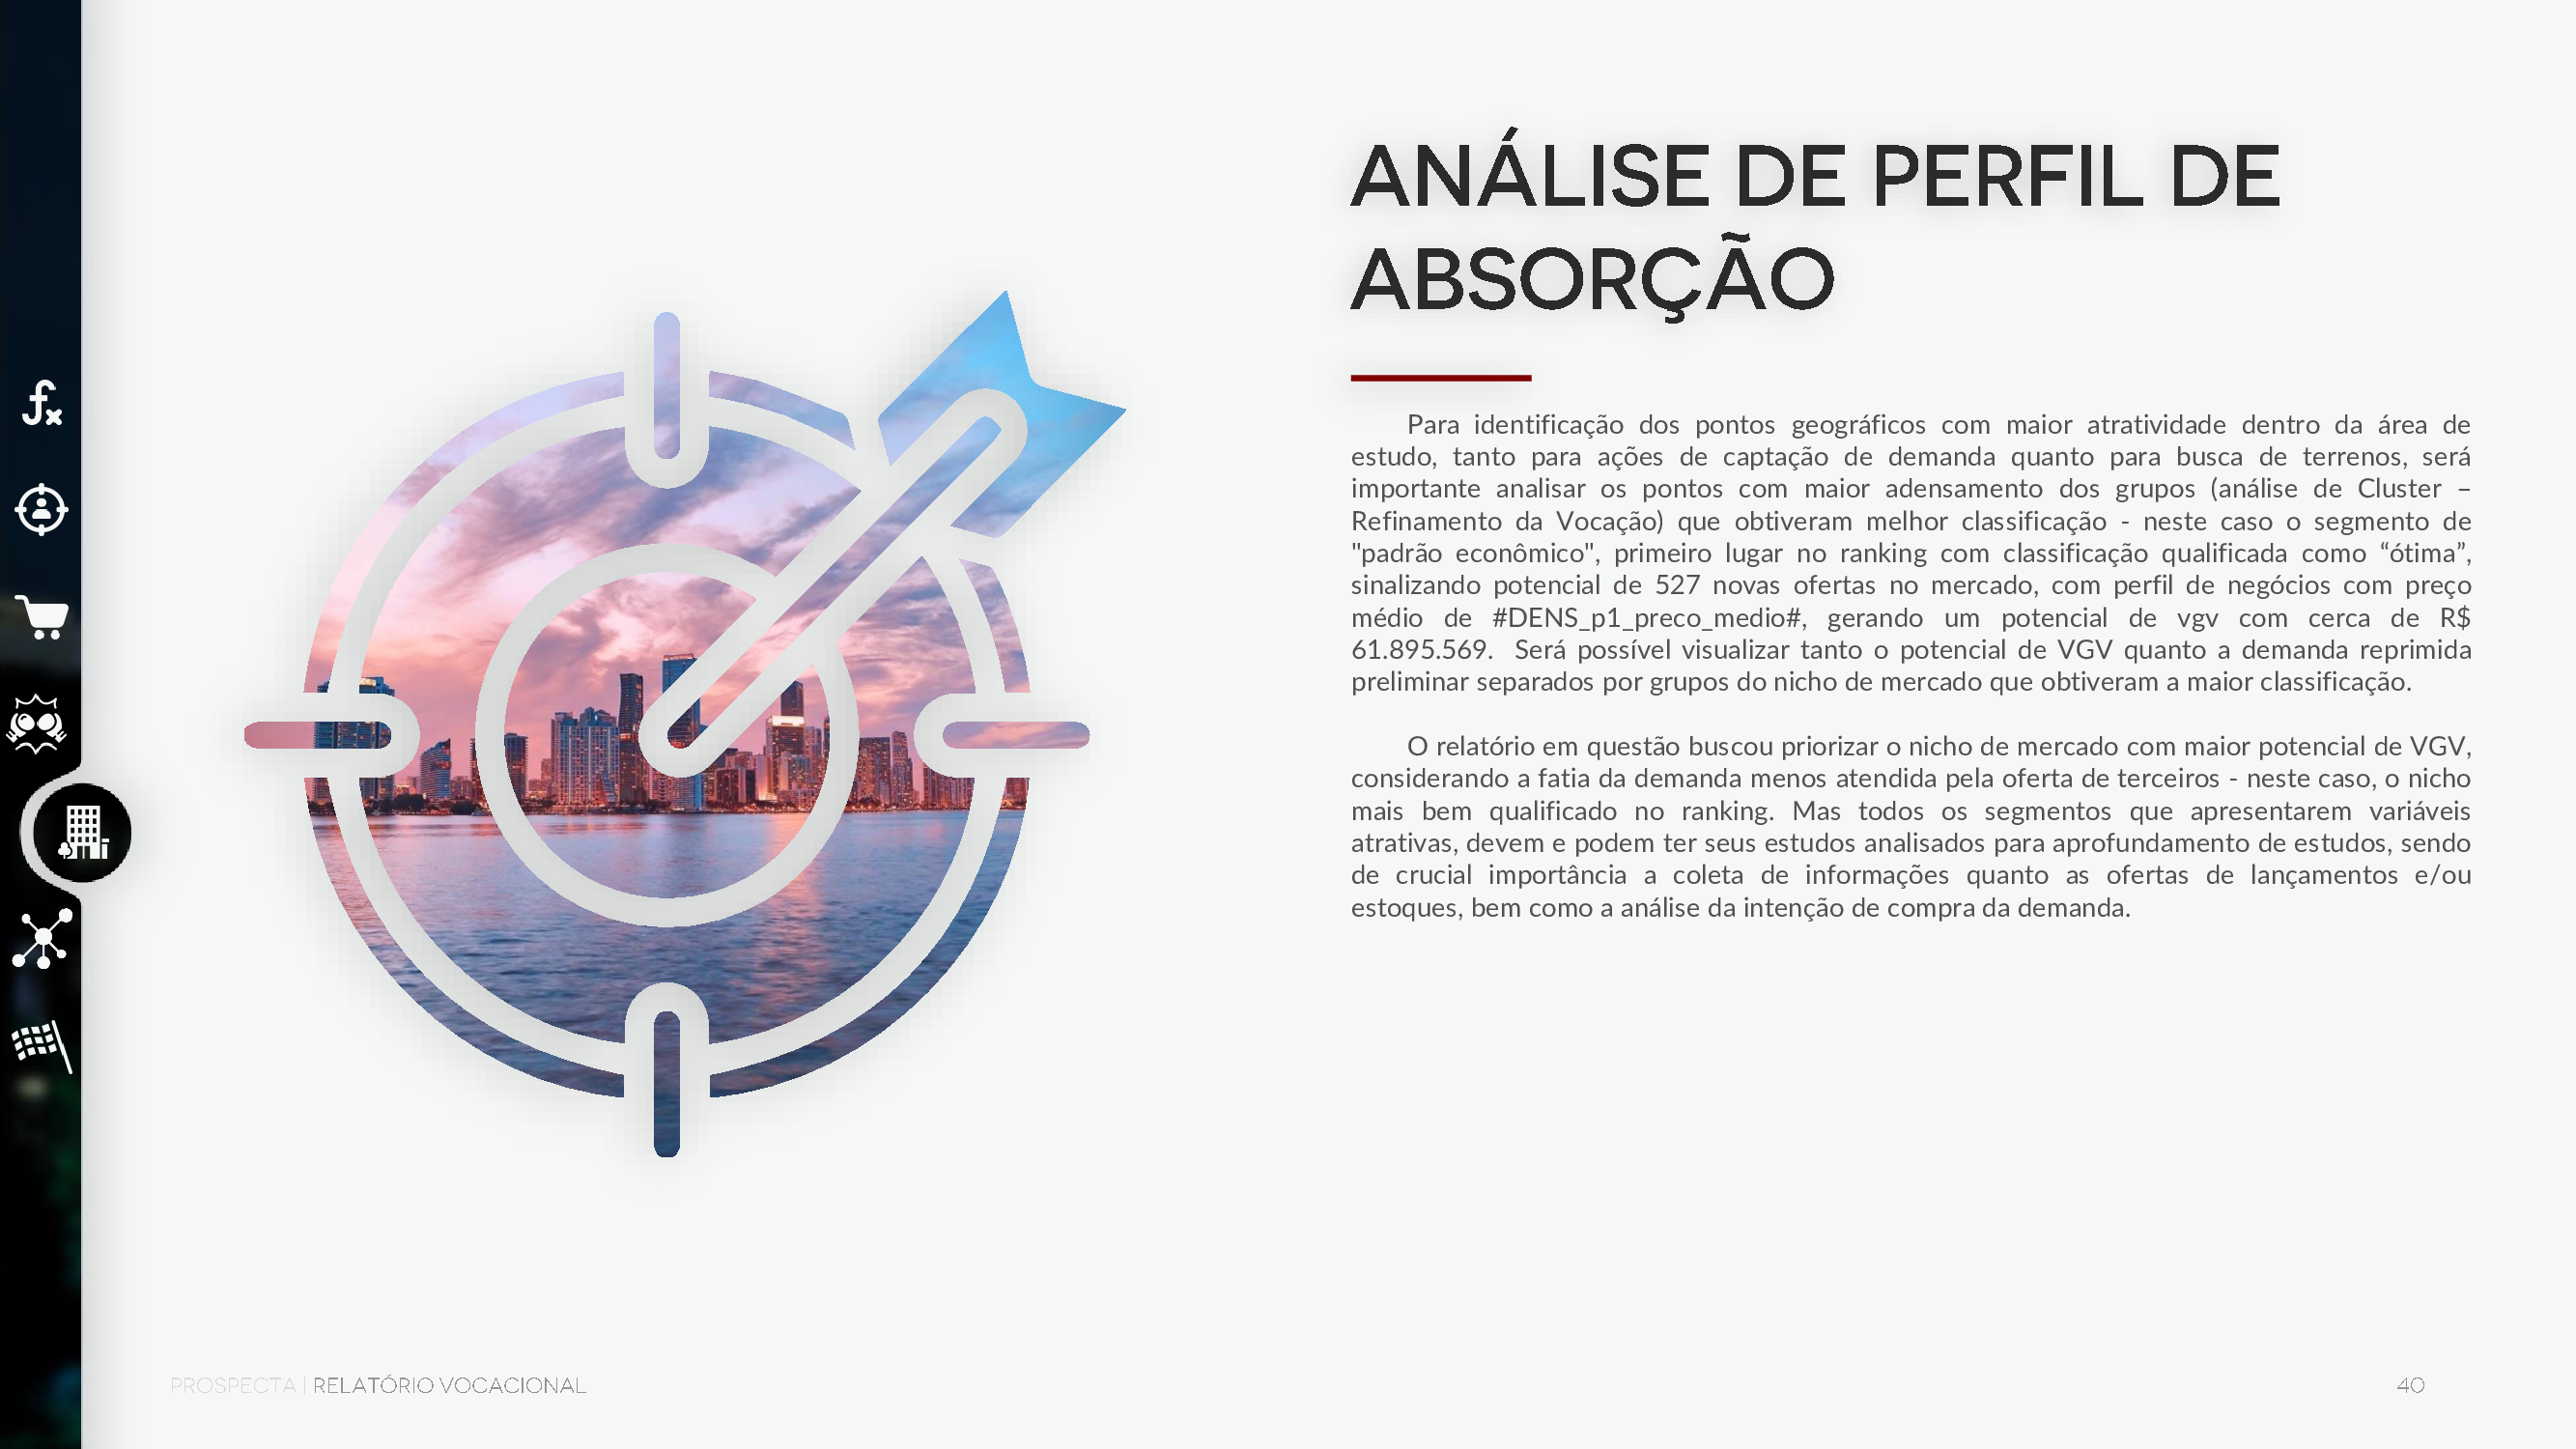 ANÁLISE DE PERFIL DE
ABSORÇÃO
Para identificação dos pontos geográficos com maior atratividade dentro da área de
estudo, tanto para ações de captação de demanda quanto para busca de terrenos, será
importante analisar os pontos com maior adensamento dos grupos (análise de Cluster –
Refinamento da Vocação) que obtiveram melhor classificação - neste caso o segmento de
"padrão econômico", primeiro lugar no ranking com classificação qualificada como “ótima”,
sinalizando potencial de 527 novas ofertas no mercado, com perfil de negócios com preço
médio de #DENS_p1_preco_medio#, gerando um potencial de vgv com cerca de R$
61.895.569. Será possível visualizar tanto o potencial de VGV quanto a demanda reprimida
preliminar separados por grupos do nicho de mercado que obtiveram a maior classificação.
O relatório em questão buscou priorizar o nicho de mercado com maior potencial de VGV,
considerando a fatia da demanda menos atendida pela oferta de terceiros - neste caso, o nicho
mais bem qualificado no ranking. Mas todos os segmentos que apresentarem variáveis
atrativas, devem e podem ter seus estudos analisados para aprofundamento de estudos, sendo
de crucial importância a coleta de informações quanto as ofertas de lançamentos e/ou
estoques, bem como a análise da intenção de compra da demanda.
PROSPECTA | RELATÓRIO VOCACIONAL
40